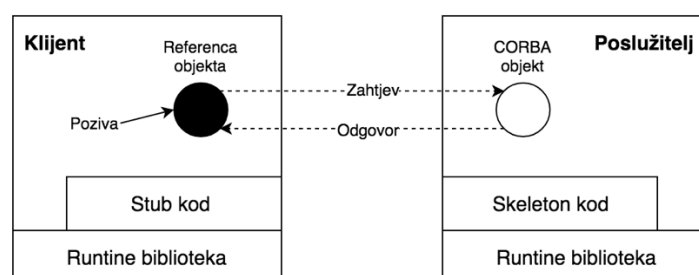 Klijent
Referenca
objekta
Poziva
Stub kod
Runtine biblioteka
Zahtjev
Odgovor
CORBA
objekt
Poslužitelj
Skeleton kod
Runtine biblioteka